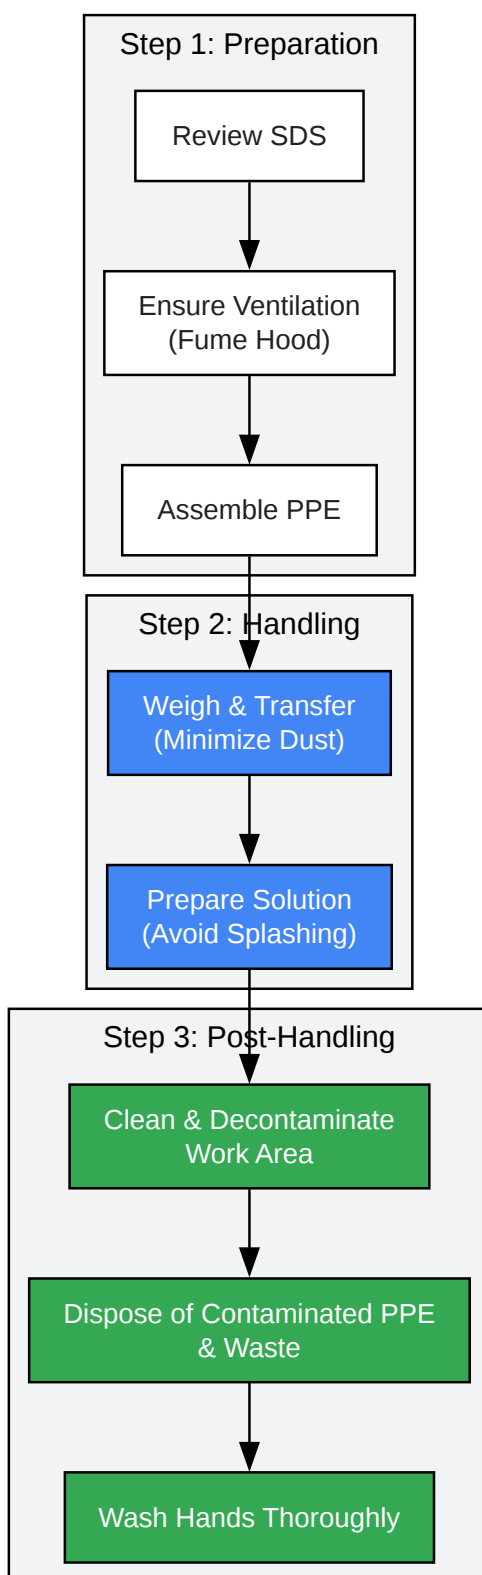 Step 1: Preparation
Review SDS
Ensure Ventilation
(Fume Hood)
Assemble PPE
Step 2: Handling
Weigh & Transfer
(Minimize Dust)
Prepare Solution
(Avoid Splashing)
Step 3: Post-Handling
Clean & Decontaminate
Work Area
Dispose of Contaminated PPE
& Waste
Wash Hands Thoroughly